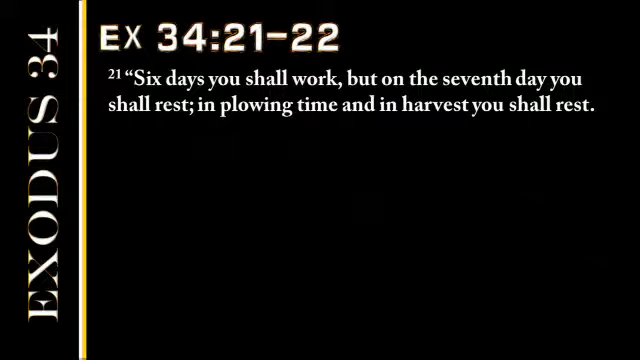 EXODUS 34
EX 34:21–22
21 “Six days you shall work, but on the seventh day you
shall rest; in plowing time and in harvest you shall rest.